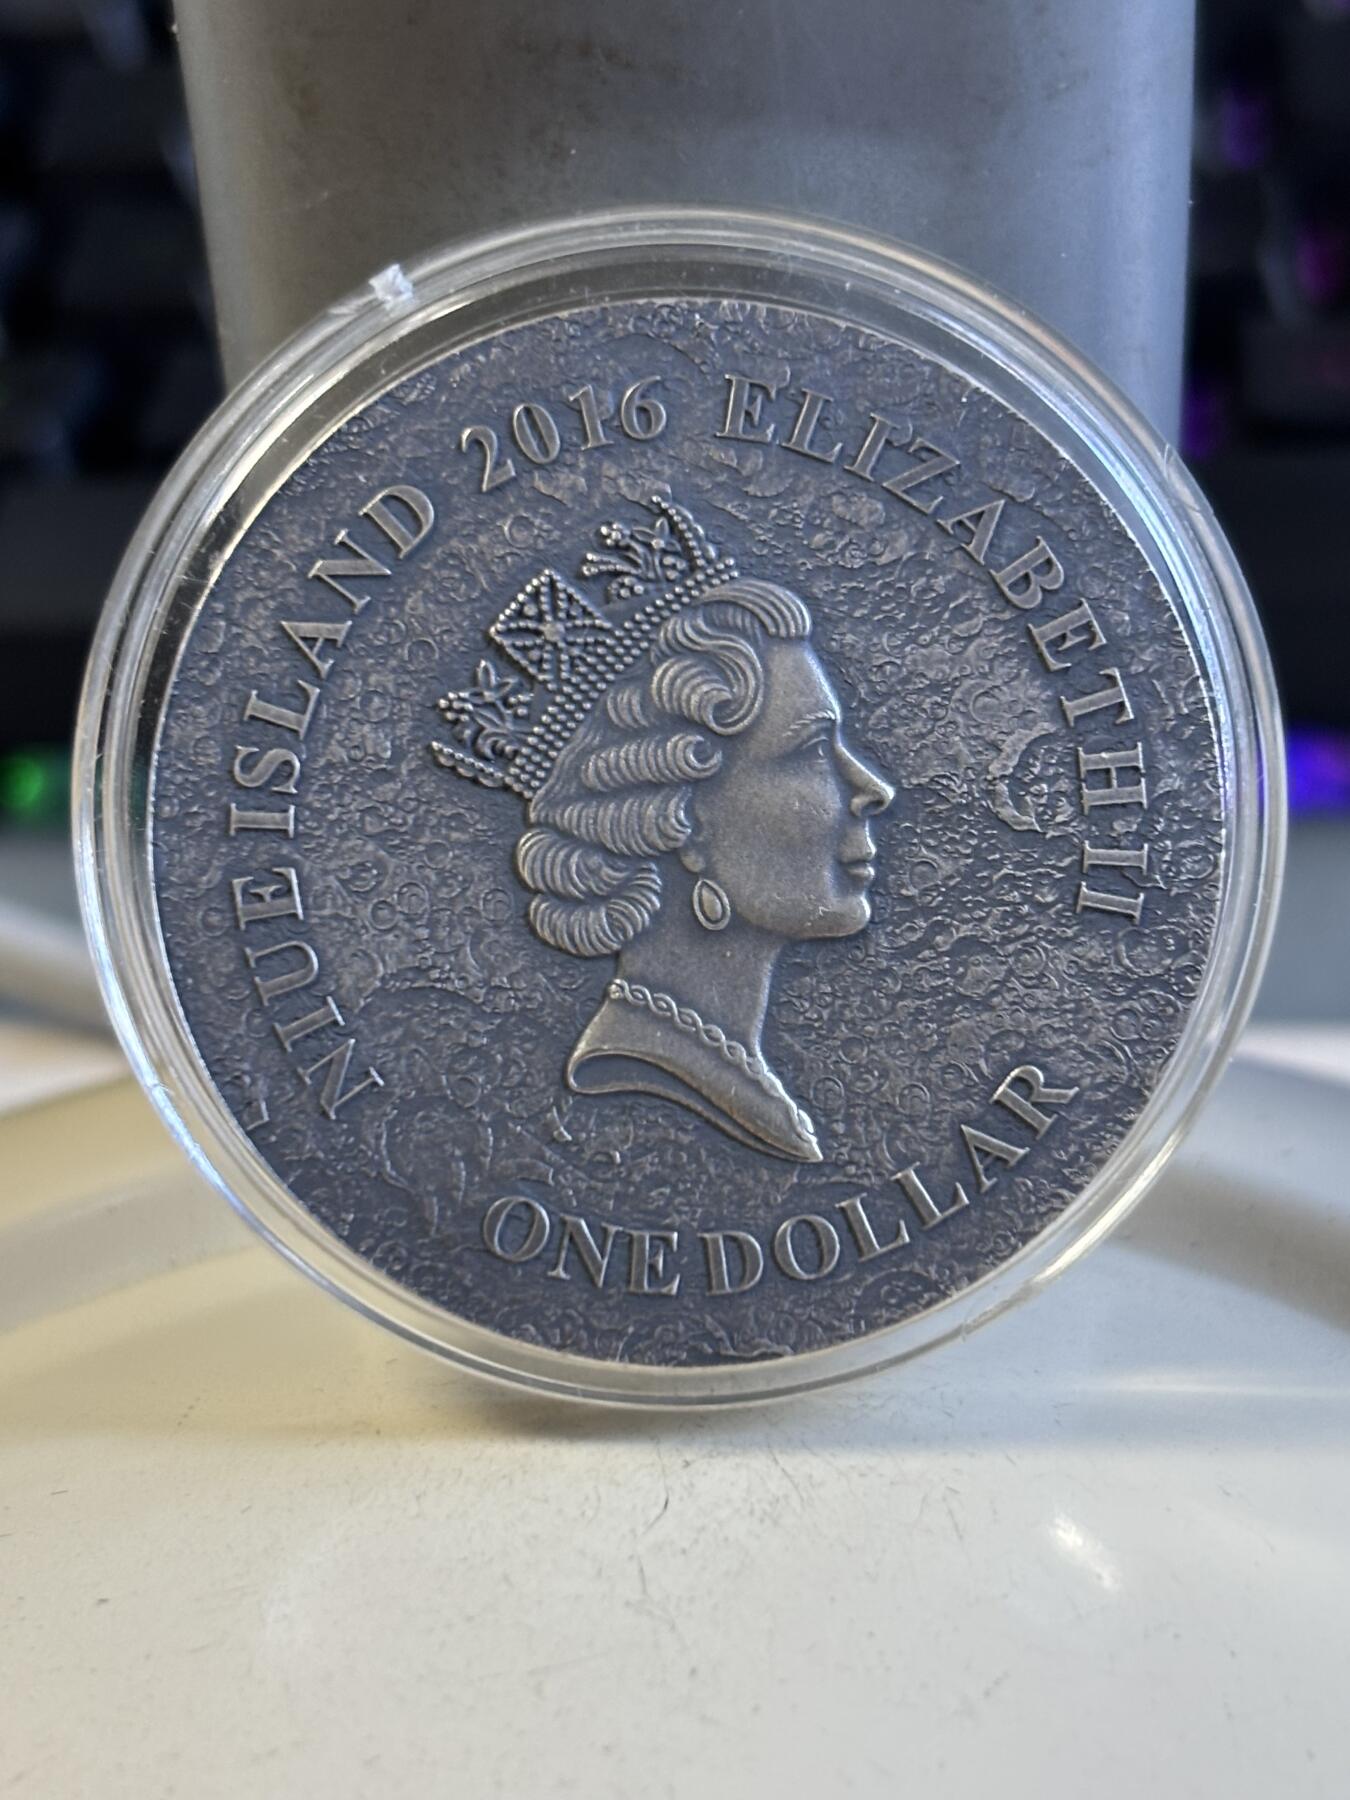 NIUE ISLAND 2016 ELIZABETH II
ONE DOLLAR